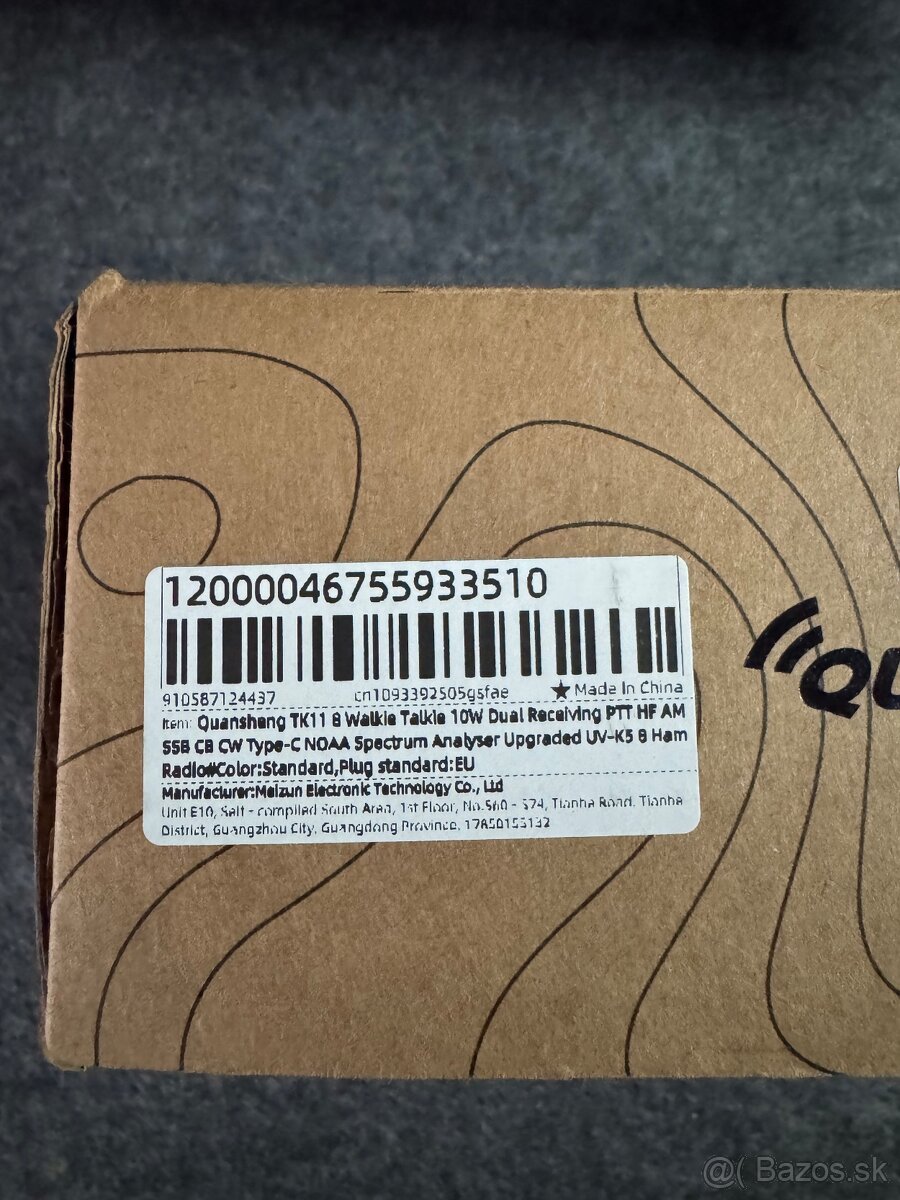 12000046755933510
910587124437 cn1093392505gsfae ★ Made In China
Item: Quansheng TK11 8 Walkie Talkie 10W Dual Receiving PTT HF AM
SSB CB CW Type-C NOAA Spectrum Analyser Upgraded UV-K5 8 Ham
Radio#Color:Standard,Plug standard:EU
Manufacturer:Meizun Electronic Technology Co., Ltd
Unit E10, Self - compiled South Area, 1st Floor, No.560 - 574, Tianhe Road, Tianhe
District, Guangzhou City, Guangdong Province, 17850155132
QU
@( Bazos.sk